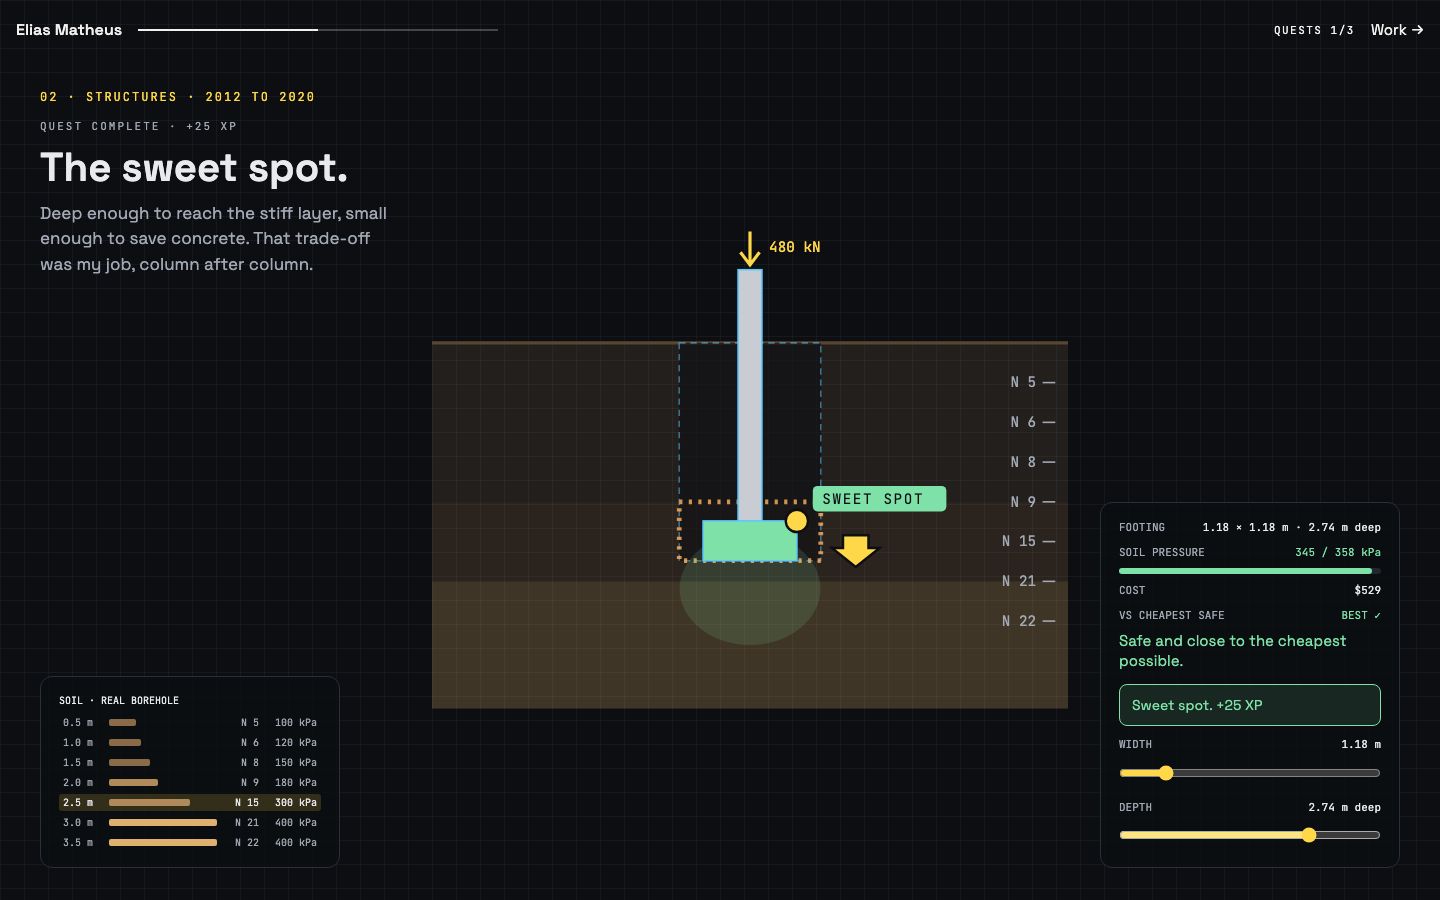 Elias Matheus
QUESTS 1/3 Work →
02 · STRUCTURES · 2012 TO 2020
QUEST COMPLETE · +25 XP
The sweet spot.
Deep enough to reach the stiff layer, small
enough to save concrete. That trade-off
was my job, column after column.
480 kN
N 5
N 6
N 8
N 9
N 15
N 21
N 22
SWEET SPOT
SOIL · REAL BOREHOLE
0.5 m N 5 100 kPa
1.0 m N 6 120 kPa
1.5 m N 8 150 kPa
2.0 m N 9 180 kPa
2.5 m N 15 300 kPa
3.0 m N 21 400 kPa
3.5 m N 22 400 kPa
FOOTING 1.18 × 1.18 m · 2.74 m deep
SOIL PRESSURE 345 / 358 kPa
COST $529
VS CHEAPEST SAFE BEST ✓
Safe and close to the cheapest
possible.
Sweet spot. +25 XP
WIDTH 1.18 m
DEPTH 2.74 m deep